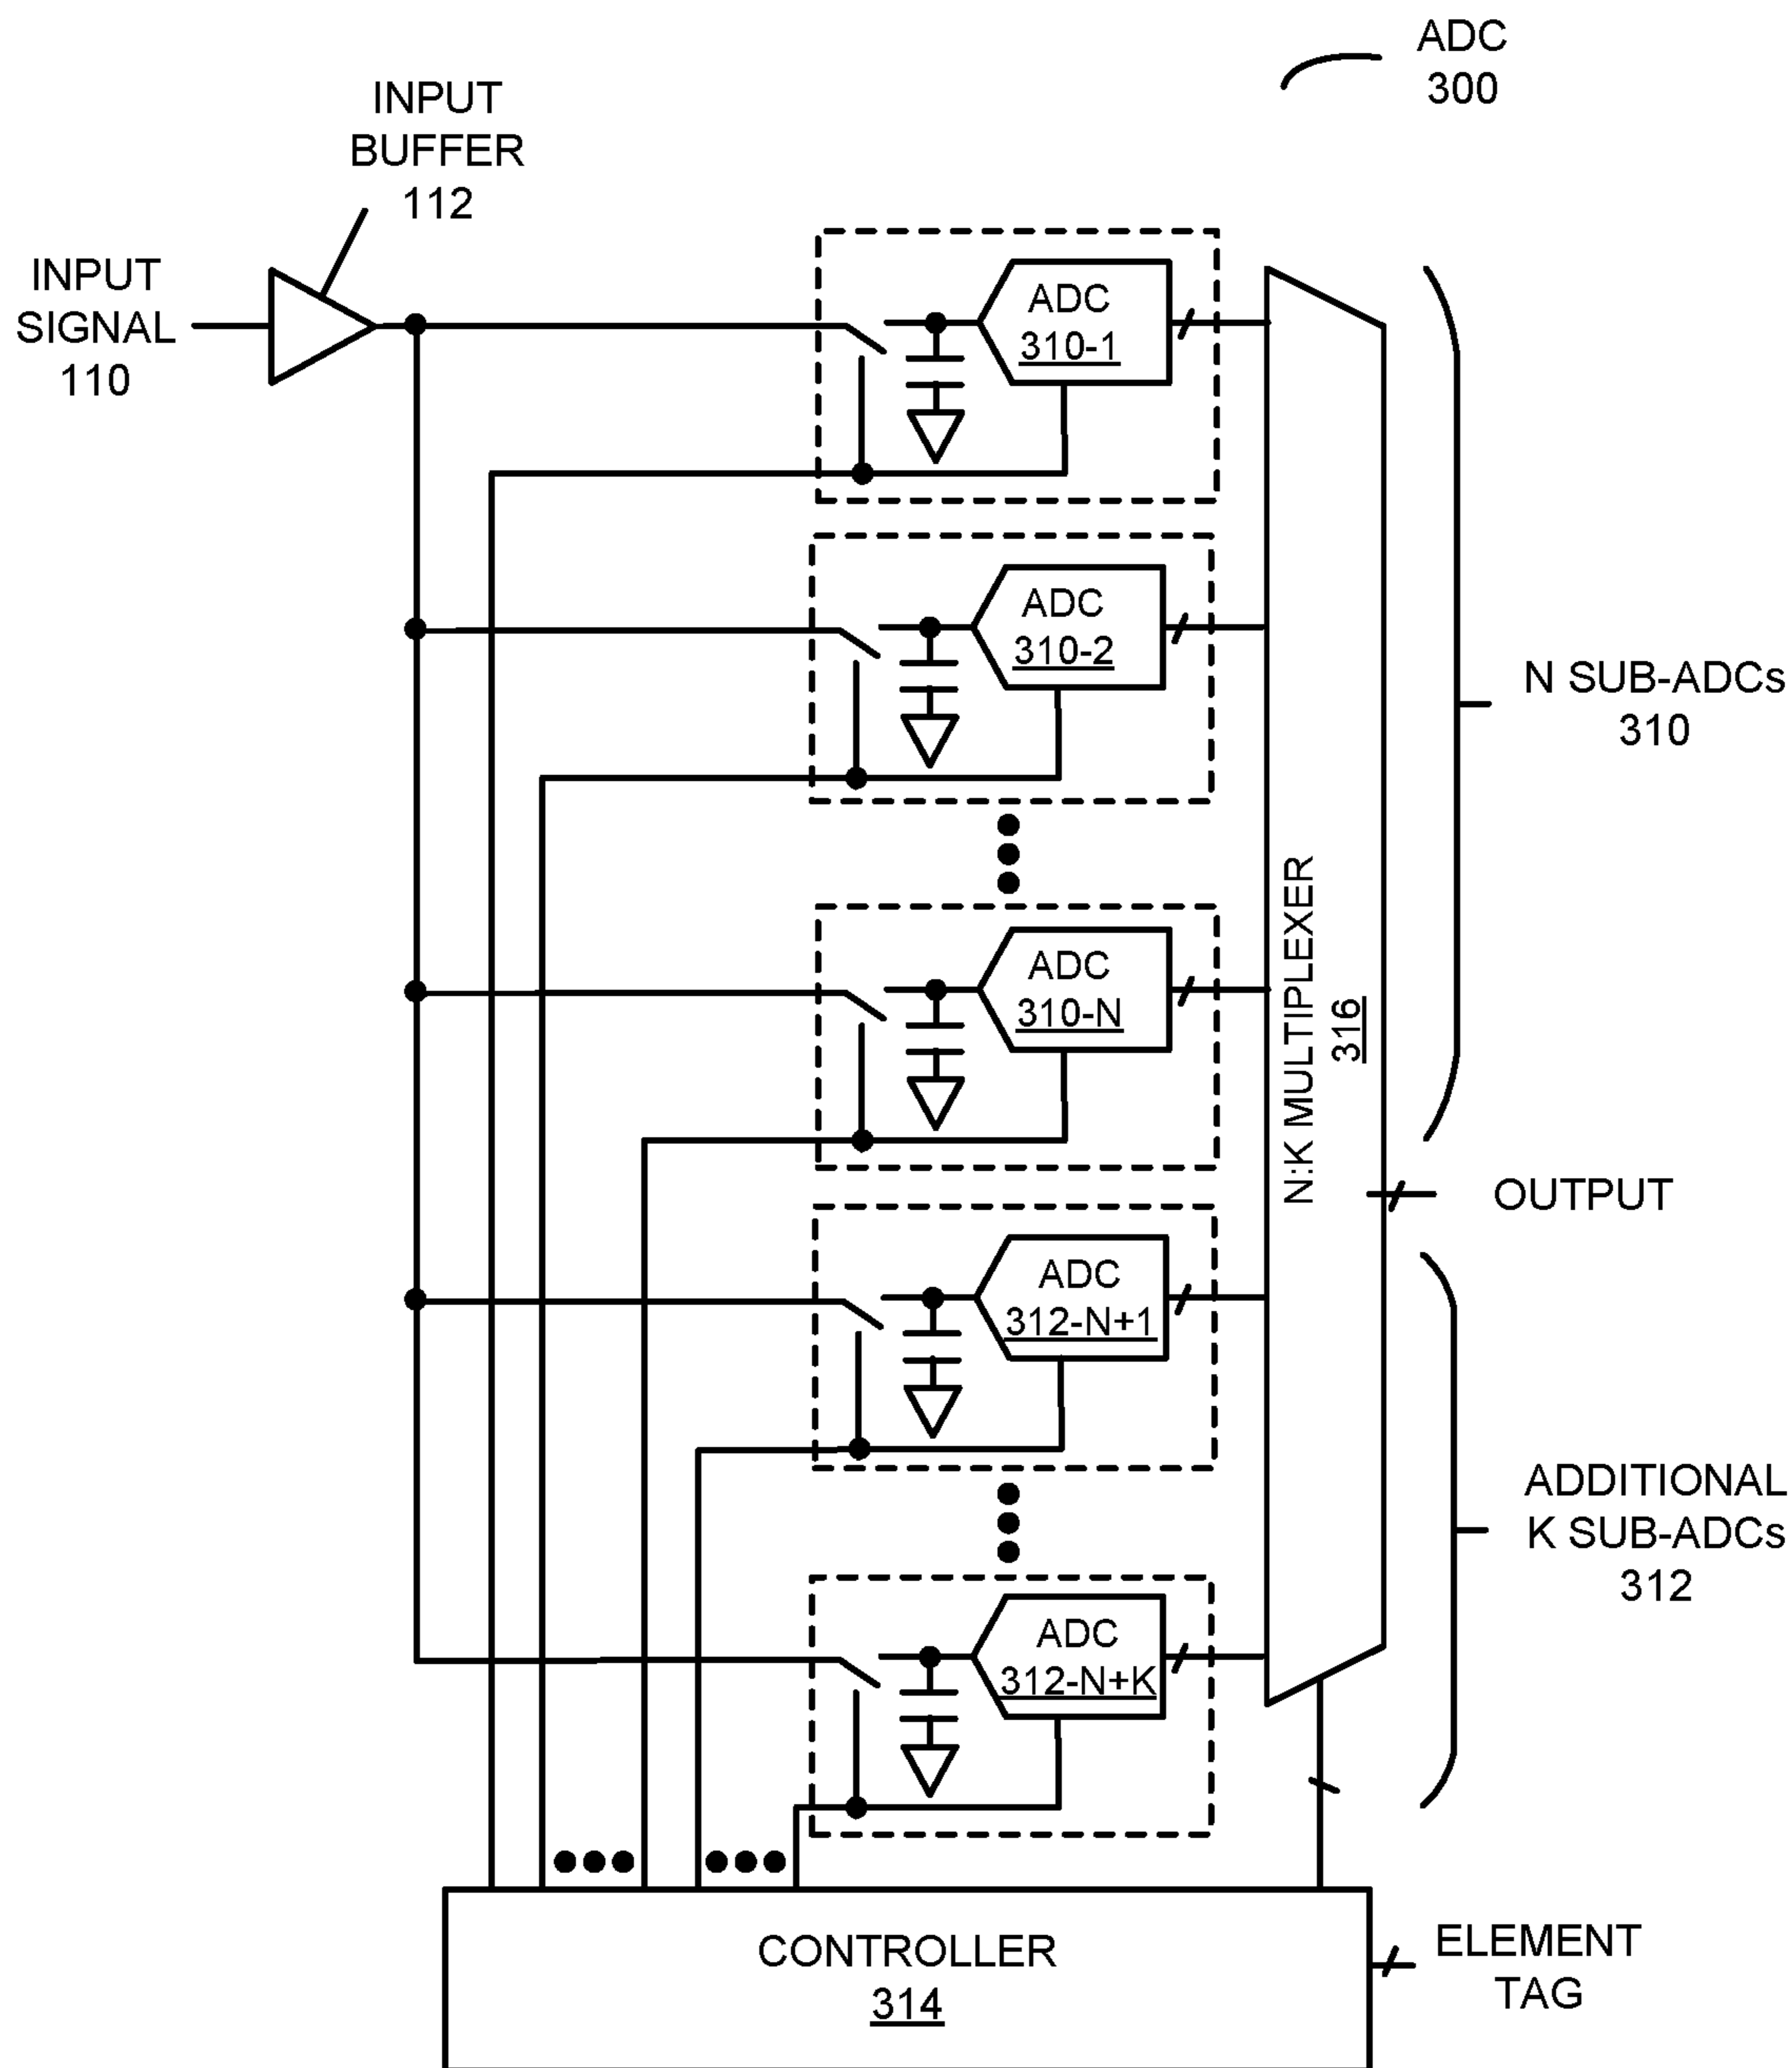 ADC
300
INPUT
BUFFER
112
INPUT
SIGNAL
110
ADC
310-1
ADC
310-2
N SUB-ADCs
310
ADC
310-N
N:K MULTIPLEXER
316
OUTPUT
ADC
312-N+1
ADDITIONAL
K SUB-ADCs
312
ADC
312-N+K
CONTROLLER
314
ELEMENT
TAG